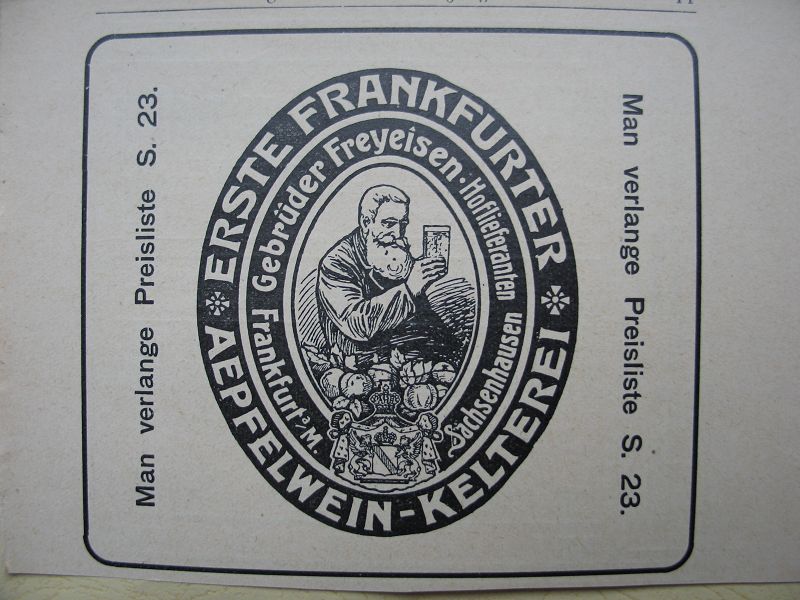 ERSTE FRANKFURTER
AEPFELWEIN-KELTEREI
Gebrüder Freyeisen · Hoflieferanten
Frankfurt a/M. Sachsenhausen
Man verlange Preisliste S. 23.
Man verlange Preisliste S. 23.